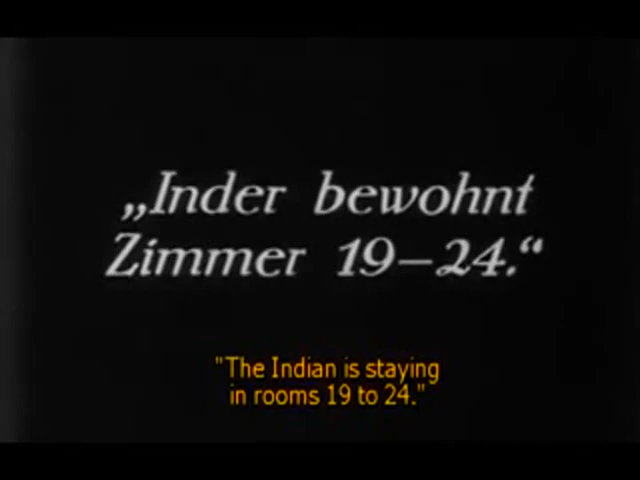 „Inder bewohnt
Zimmer 19–24.“
"The Indian is staying
in rooms 19 to 24."